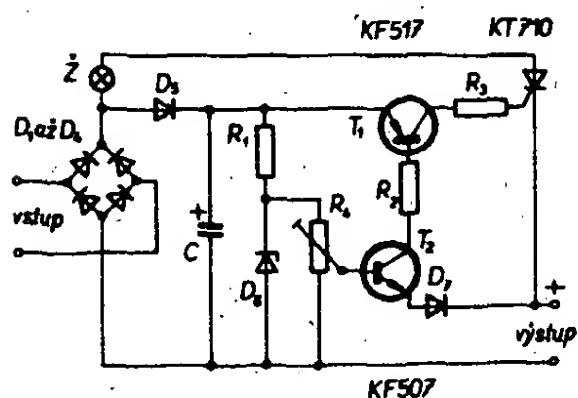 KF517 KT710
Ž
D5
R3
D1 až D4
R1
T1
R2
R4
T2
vstup
+
C
D6
D7
+
výstup
KF507